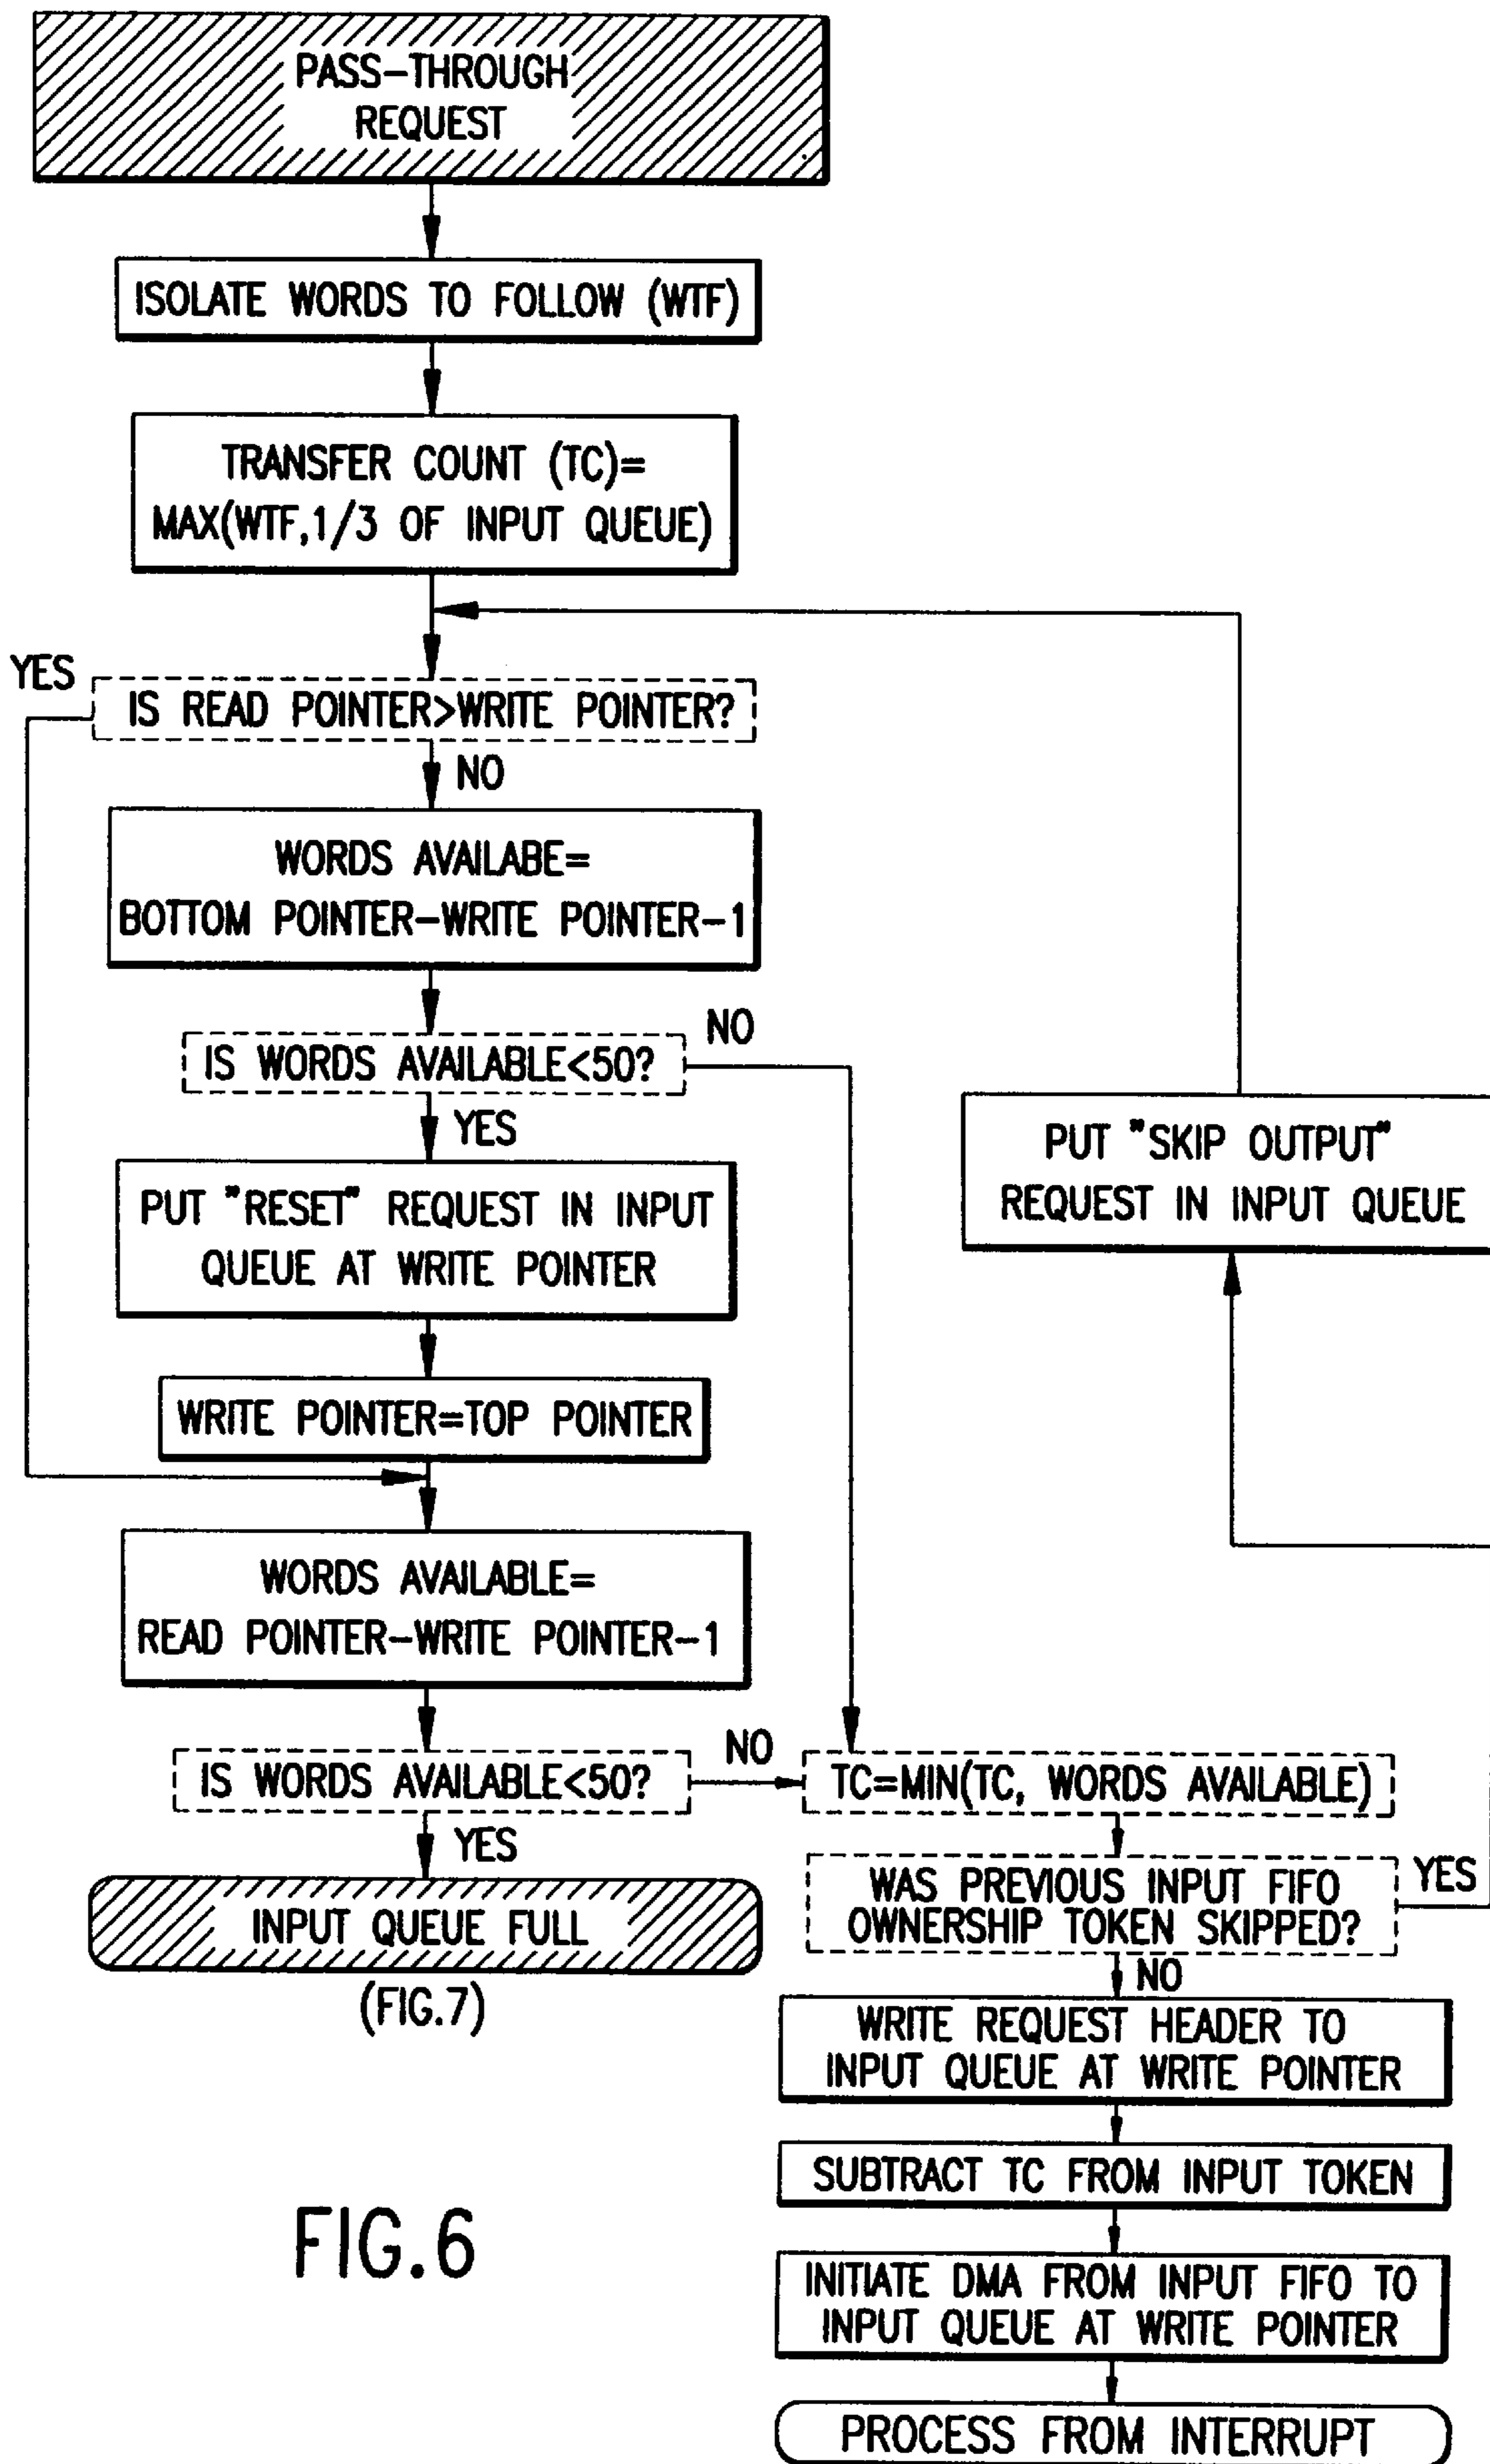 PASS-THROUGH
REQUEST
ISOLATE WORDS TO FOLLOW (WTF)
TRANSFER COUNT (TC)=
MAX(WTF,1/3 OF INPUT QUEUE)
YES
IS READ POINTER>WRITE POINTER?
NO
WORDS AVAILABE=
BOTTOM POINTER-WRITE POINTER-1
NO
IS WORDS AVAILABLE<50?
YES
PUT "RESET" REQUEST IN INPUT
QUEUE AT WRITE POINTER
PUT "SKIP OUTPUT"
REQUEST IN INPUT QUEUE
WRITE POINTER=TOP POINTER
WORDS AVAILABLE=
READ POINTER-WRITE POINTER-1
IS WORDS AVAILABLE<50?
NO
TC=MIN(TC, WORDS AVAILABLE)
YES
INPUT QUEUE FULL
(FIG.7)
WAS PREVIOUS INPUT FIFO
OWNERSHIP TOKEN SKIPPED?
YES
NO
WRITE REQUEST HEADER TO
INPUT QUEUE AT WRITE POINTER
SUBTRACT TC FROM INPUT TOKEN
INITIATE DMA FROM INPUT FIFO TO
INPUT QUEUE AT WRITE POINTER
PROCESS FROM INTERRUPT
FIG.6